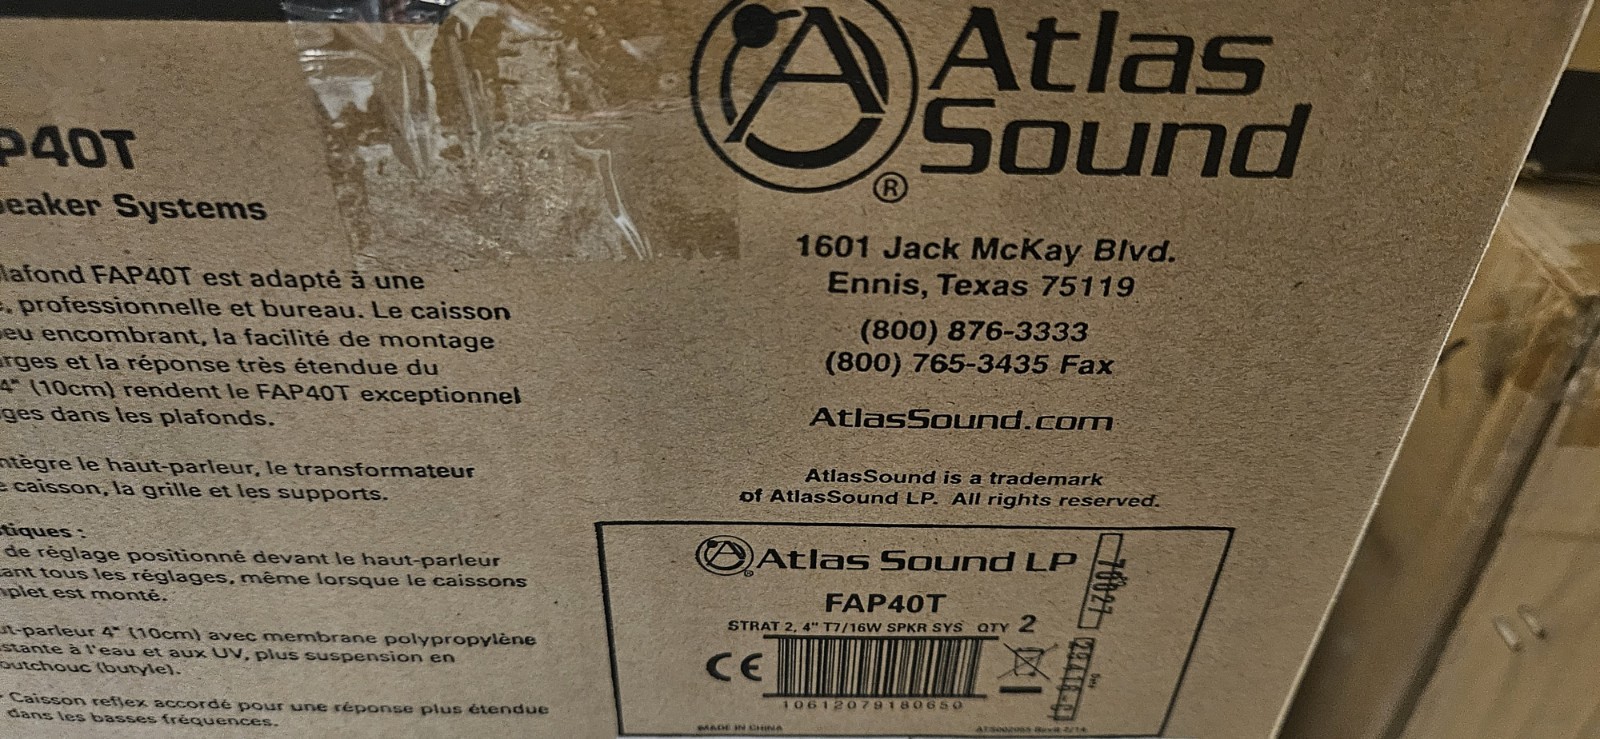 P40T
eaker Systems
lafond FAP40T est adapté à une
, professionnelle et bureau. Le caisson
eu encombrant, la facilité de montage
rges et la réponse très étendue du
4" (10cm) rendent le FAP40T exceptionnel
ges dans les plafonds.
ntègre le haut-parleur, le transformateur
e caisson, la grille et les supports.
tiques :
de réglage positionné devant le haut-parleur
ant tous les réglages, même lorsque le caissons
plet est monté.
ut-parleur 4" (10cm) avec membrane polypropylène
stante à l'eau et aux UV, plus suspension en
outchouc (butyle).
- Caisson reflex accordé pour une réponse plus étendue
dans les basses fréquences.
Atlas
Sound
®
1601 Jack McKay Blvd.
Ennis, Texas 75119
(800) 876-3333
(800) 765-3435 Fax
AtlasSound.com
AtlasSound is a trademark
of AtlasSound LP. All rights reserved.
Atlas Sound LP
FAP40T
STRAT 2, 4" T7/16W SPKR SYS QTY 2
CE
10612079180650
MADE IN CHINA